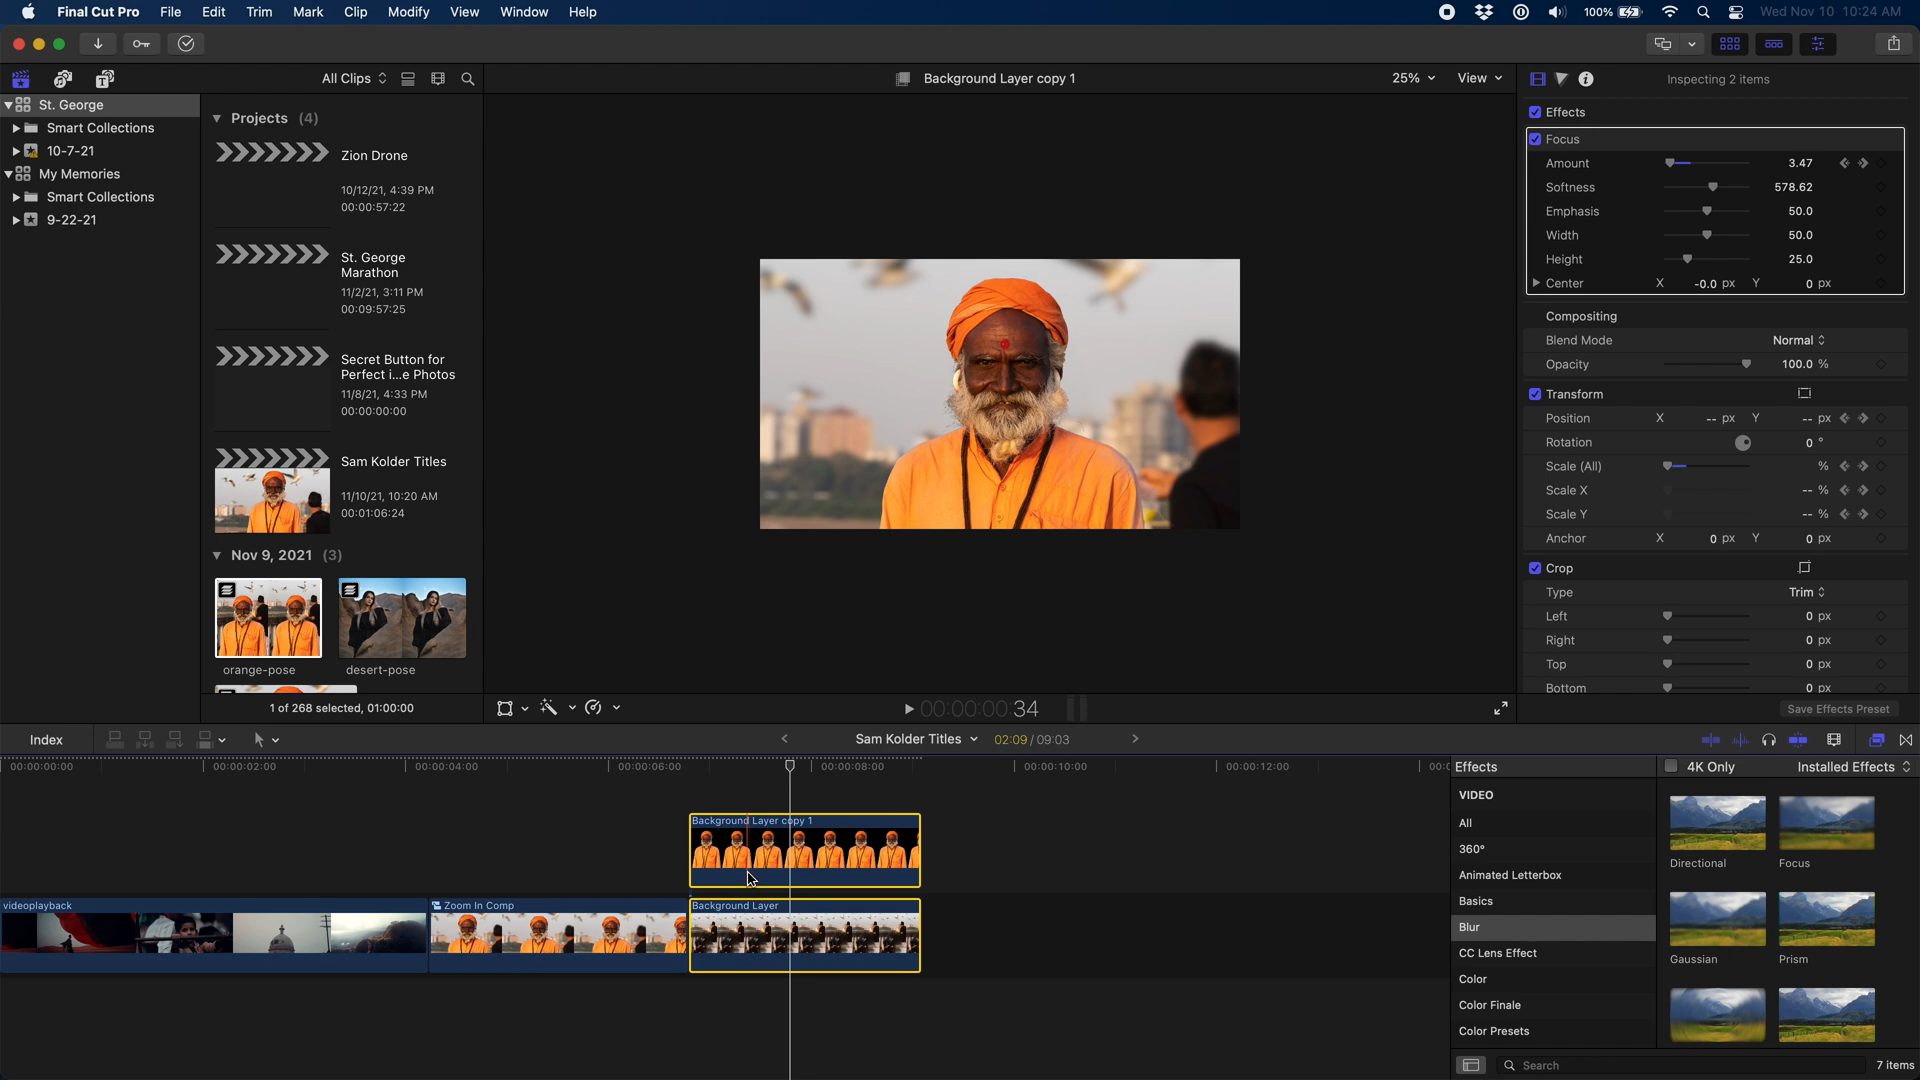 Final Cut Pro File Edit Trim Mark Clip Modify View Window Help 100% Wed Nov 10 10:24 AM
All Clips
Background Layer copy 1
25% View
Inspecting 2 items
St. George
Smart Collections
10-7-21
My Memories
Smart Collections
9-22-21
Projects (4)
Zion Drone
10/12/21, 4:39 PM
00:00:57:22
St. George
Marathon
11/2/21, 3:11 PM
00:09:57:25
Secret Button for
Perfect i...e Photos
11/8/21, 4:33 PM
00:00:00:00
Sam Kolder Titles
11/10/21, 10:20 AM
00:01:06:24
Nov 9, 2021 (3)
orange-pose desert-pose
1 of 268 selected, 01:00:00
00:00:00:34
Effects
Focus
Amount 3.47
Softness 578.62
Emphasis 50.0
Width 50.0
Height 25.0
Center X -0.0 px Y 0 px
Compositing
Blend Mode Normal
Opacity 100.0 %
Transform
Position X -- px Y -- px
Rotation 0 °
Scale (All) %
Scale X -- %
Scale Y -- %
Anchor X 0 px Y 0 px
Crop
Type Trim
Left 0 px
Right 0 px
Top 0 px
Bottom 0 px
Save Effects Preset
Index
Sam Kolder Titles 02:09 / 09:03
00:00:00:00 00:00:02:00 00:00:04:00 00:00:06:00 00:00:08:00 00:00:10:00 00:00:12:00 00:0
Background Layer copy 1
videoplayback Zoom In Comp Background Layer
Effects
4K Only Installed Effects
VIDEO
All
360°
Animated Letterbox
Basics
Blur
CC Lens Effect
Color
Color Finale
Color Presets
Directional Focus
Gaussian Prism
Search
7 items